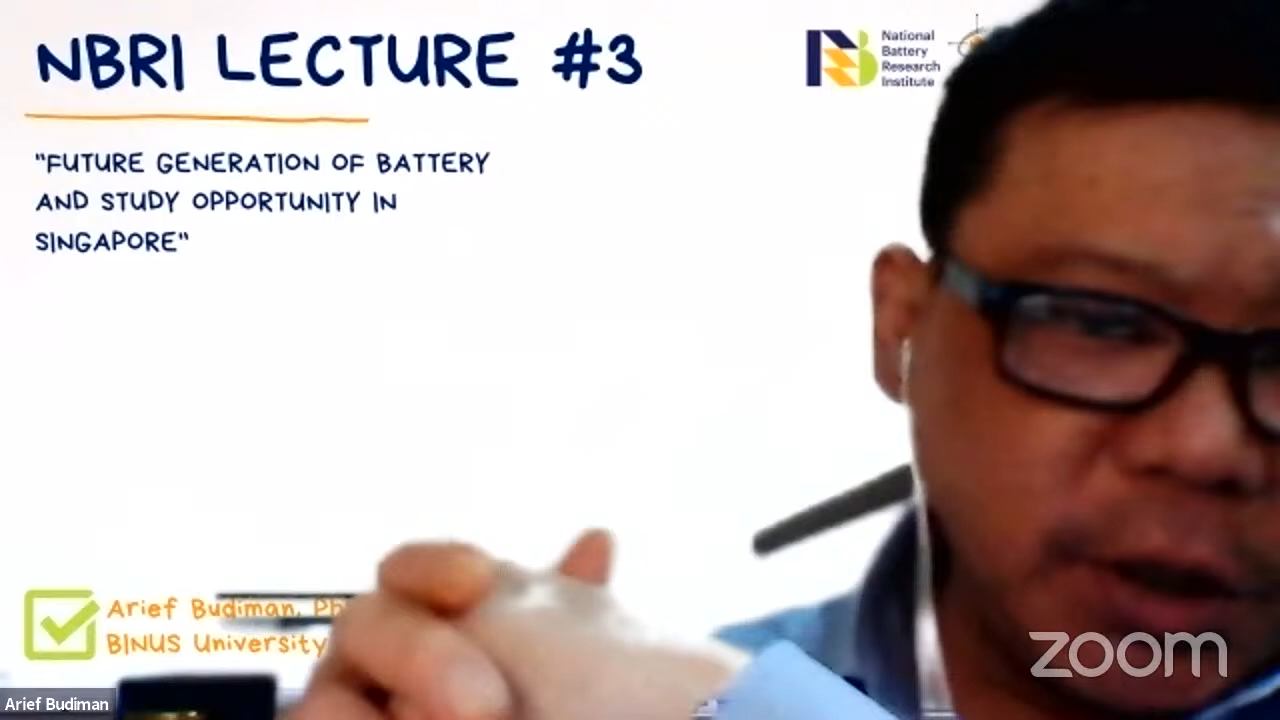 NBRI LECTURE #3
National
Battery
Research
Institute
"FUTURE GENERATION OF BATTERY
AND STUDY OPPORTUNITY IN
SINGAPORE"
Arief Budiman, Ph
BINUS University
zoom
Arief Budiman